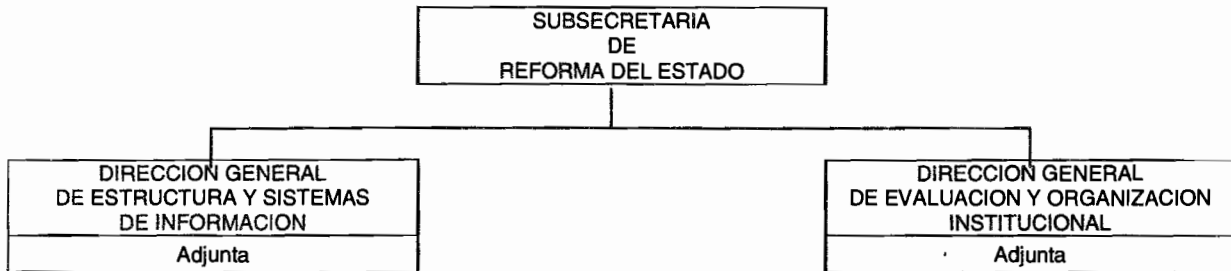 SUBSECRETARIA
DE
REFORMA DEL ESTADO
DIRECCION GENERAL
DE ESTRUCTURA Y SISTEMAS
DE INFORMACION
Adjunta
DIRECCION GENERAL
DE EVALUACION Y ORGANIZACION
INSTITUCIONAL
Adjunta